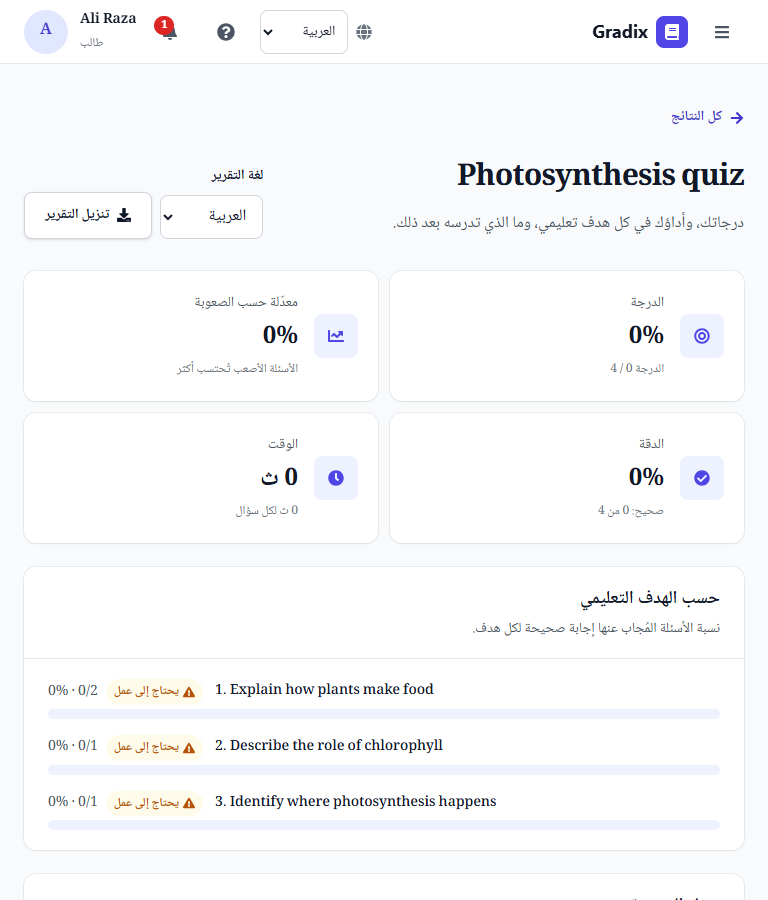 Gradix
العربية
1
Ali Raza
طالب
A
كل النتائج
Photosynthesis quiz
درجاتك، وأداؤك في كل هدف تعليمي، وما الذي تدرسه بعد ذلك.
لغة التقرير
العربية
تنزيل التقرير
الدرجة
0%
الدرجة 0 / 4
معدّلة حسب الصعوبة
0%
الأسئلة الأصعب تُحتسب أكثر
الدقة
0%
صحيح: 0 من 4
الوقت
0 ث
0 ث لكل سؤال
حسب الهدف التعليمي
نسبة الأسئلة المُجاب عنها إجابة صحيحة لكل هدف.
1. Explain how plants make food يحتاج إلى عمل 0% · 0/2
2. Describe the role of chlorophyll يحتاج إلى عمل 0% · 0/1
3. Identify where photosynthesis happens يحتاج إلى عمل 0% · 0/1